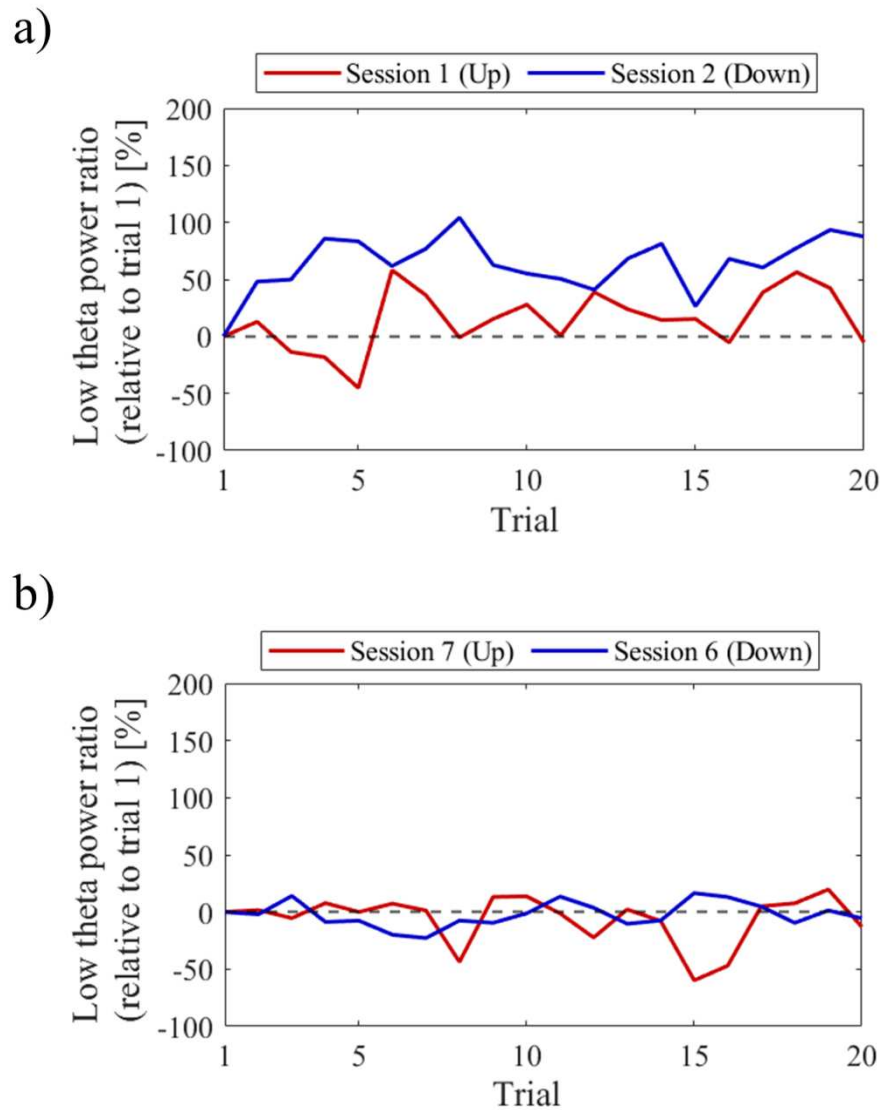 a)
Session 1 (Up) Session 2 (Down)
Low theta power ratio
(relative to trial 1) [%]
200
150
100
50
0
-50
-100
1 5 10 15 20
Trial
b)
Session 7 (Up) Session 6 (Down)
Low theta power ratio
(relative to trial 1) [%]
200
150
100
50
0
-50
-100
1 5 10 15 20
Trial